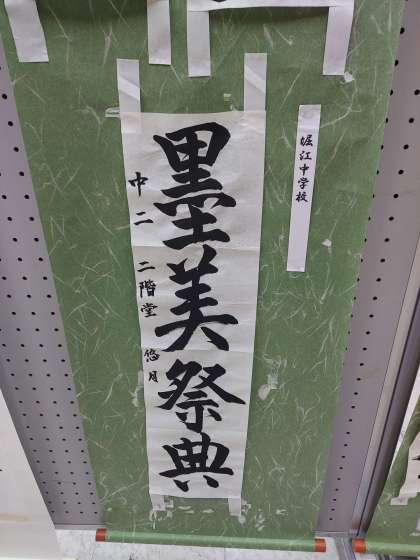 堀江中学校
墨美祭典
中二 二階堂 悠月